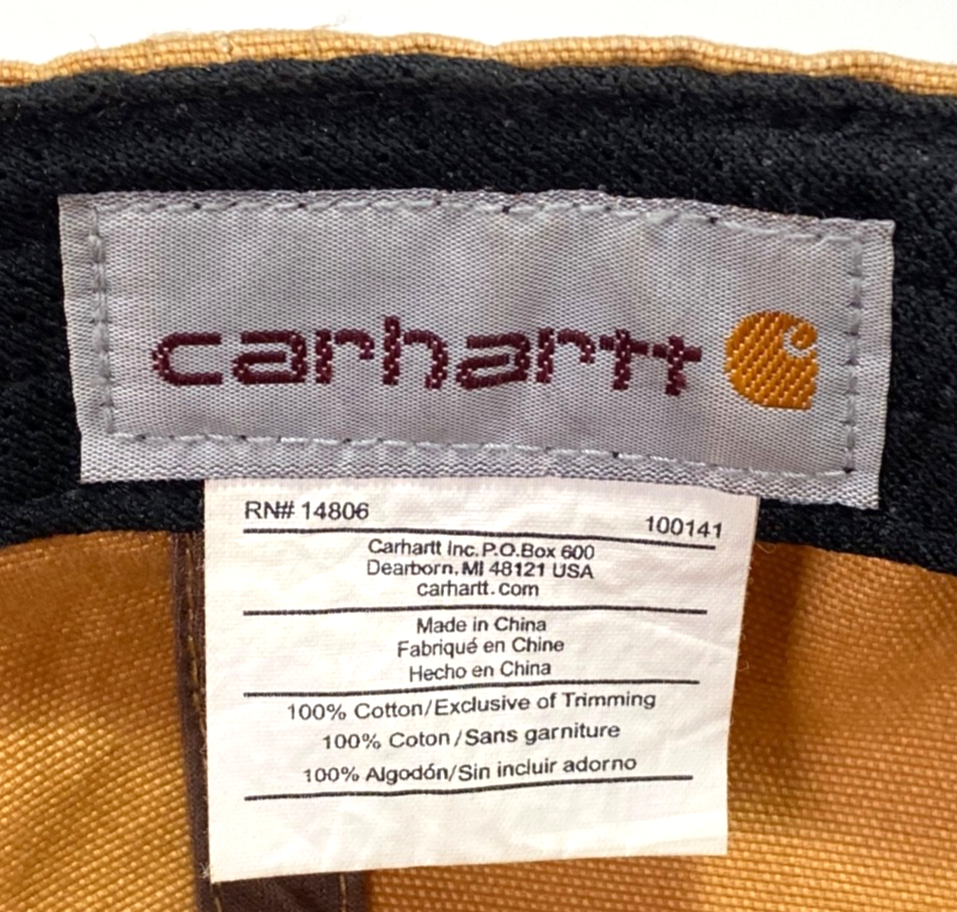 carhartt
RN# 14806
100141
Carhartt Inc. P.O.Box 600
Dearborn, MI 48121 USA
carhartt.com
Made in China
Fabriqué en Chine
Hecho en China
100% Cotton/Exclusive of Trimming
100% Coton/Sans garniture
100% Algodón/Sin incluir adorno